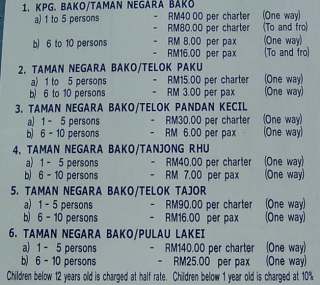 1. KPG. BAKO/TAMAN NEGARA BAKO
a) 1 to 5 persons - RM40.00 per charter (One way)
- RM80.00 per charter (To and fro)
b) 6 to 10 persons - RM 8.00 per pax (One way)
- RM16.00 per pax (To and fro)
2. TAMAN NEGARA BAKO/TELOK PAKU
a) 1 to 5 persons - RM15.00 per charter (One way)
b) 6 to 10 persons - RM 3.00 per pax (One way)
3. TAMAN NEGARA BAKO/TELOK PANDAN KECIL
a) 1 - 5 persons - RM30.00 per charter (One way)
b) 6 - 10 persons - RM 6.00 per pax (One way)
4. TAMAN NEGARA BAKO/TANJONG RHU
a) 1 - 5 persons - RM40.00 per charter (One way)
b) 6 - 10 persons - RM 7.00 per pax (One way)
5. TAMAN NEGARA BAKO/TELOK TAJOR
a) 1 - 5 persons - RM90.00 per charter (One way)
b) 6 - 10 persons - RM16.00 per pax (One way)
6. TAMAN NEGARA BAKO/PULAU LAKEI
a) 1 - 5 persons - RM140.00 per charter (One way)
b) 6 - 10 persons - RM25.00 per pax (One way)
Children below 12 years old is charged at half rate. Children below 1 year old is charged at 10%